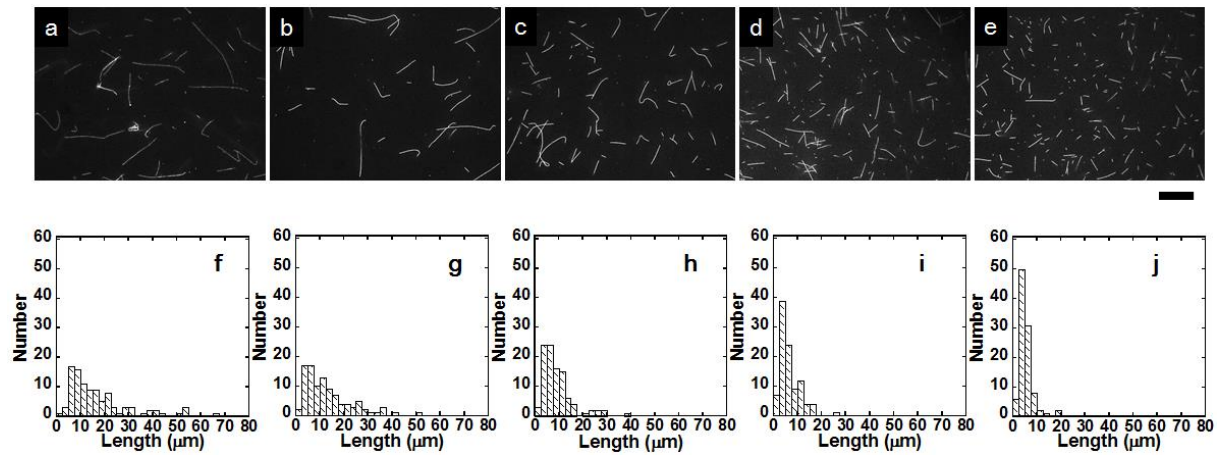 a b c d e
60 60 60 60 60
50 50 50 50 50
f g h i j
40 40 40 40 40
30 30 30 30 30
Number Number Number Number Number
20 20 20 20 20
10 10 10 10 10
0 0 0 0 0
0 10 20 30 40 50 60 70 80 0 10 20 30 40 50 60 70 80 0 10 20 30 40 50 60 70 80 0 10 20 30 40 50 60 70 80 0 10 20 30 40 50 60 70 80
Length (μm) Length (μm) Length (μm) Length (μm) Length (μm)